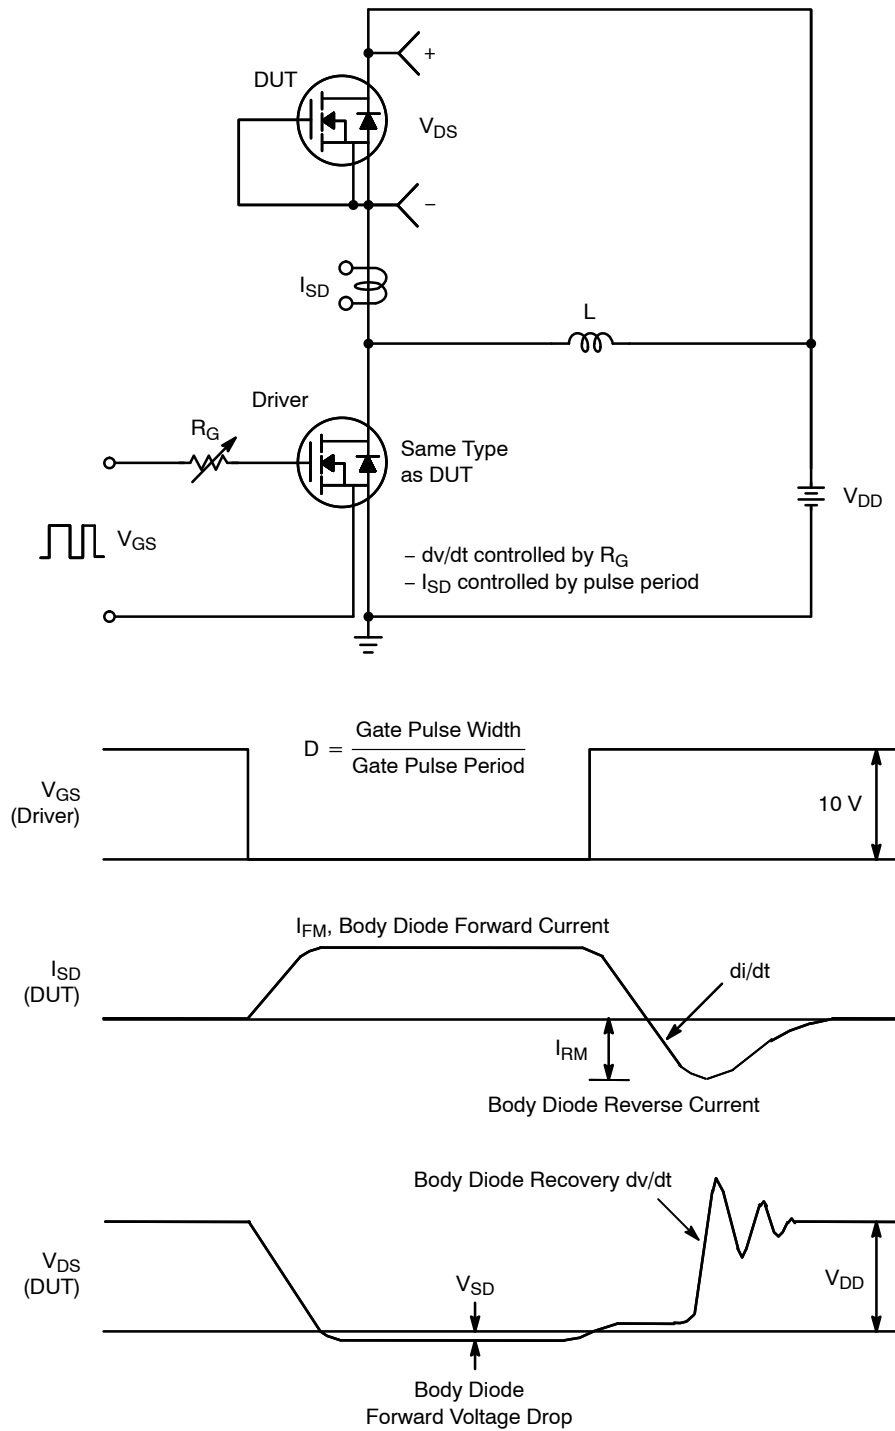 +
DUT
V_DS
−
I_SD
L
Driver
R_G
Same Type
as DUT
V_DD
V_GS
− dv/dt controlled by R_G
− I_SD controlled by pulse period
D = Gate Pulse Width
Gate Pulse Period
V_GS
(Driver)
10 V
I_FM, Body Diode Forward Current
I_SD
(DUT)
di/dt
I_RM
Body Diode Reverse Current
Body Diode Recovery dv/dt
V_DS
(DUT)
V_SD
V_DD
Body Diode
Forward Voltage Drop